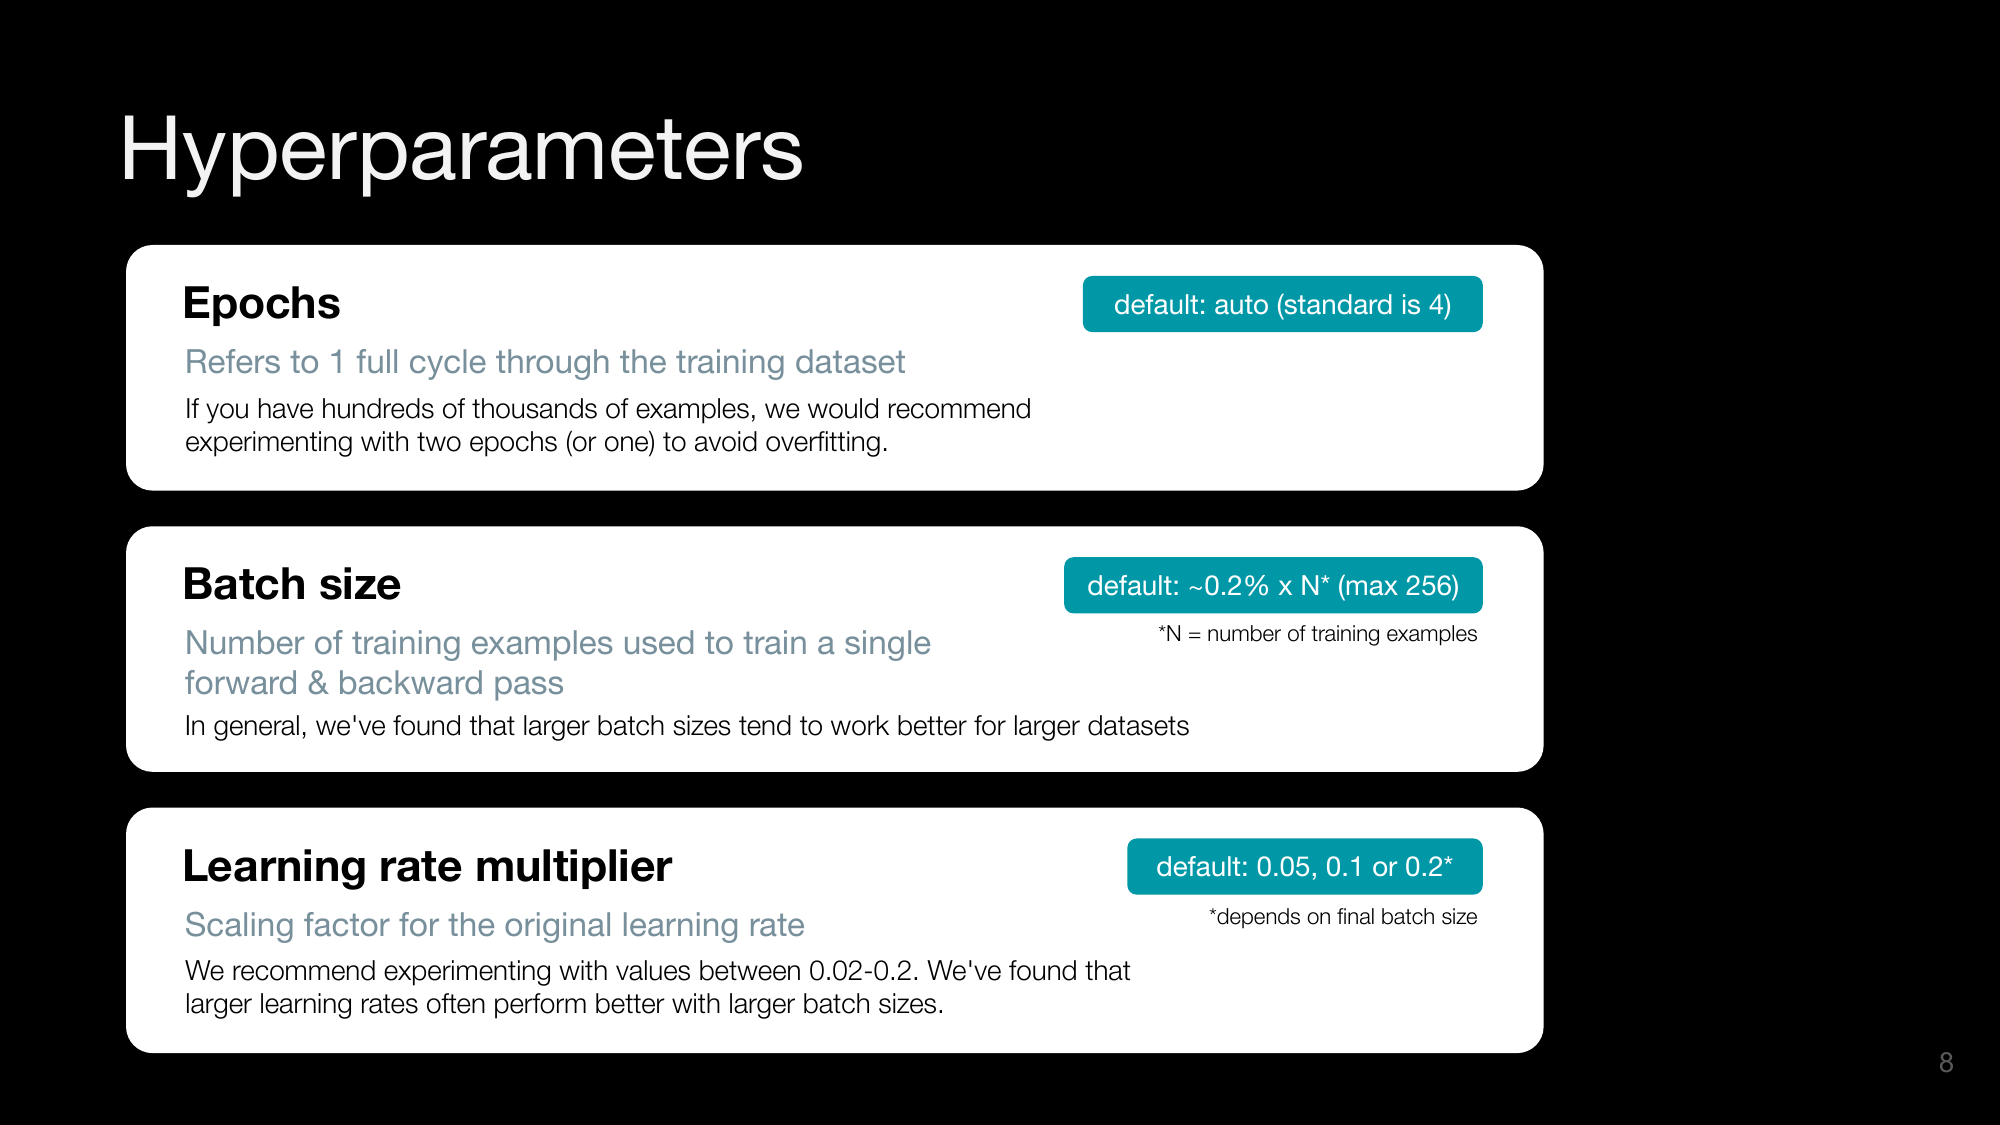 Hyperparameters
Epochs
default: auto (standard is 4)
Refers to 1 full cycle through the training dataset
If you have hundreds of thousands of examples, we would recommend
experimenting with two epochs (or one) to avoid overfitting.
Batch size
default: ~0.2% x N* (max 256)
*N = number of training examples
Number of training examples used to train a single
forward & backward pass
In general, we've found that larger batch sizes tend to work better for larger datasets
Learning rate multiplier
default: 0.05, 0.1 or 0.2*
*depends on final batch size
Scaling factor for the original learning rate
We recommend experimenting with values between 0.02-0.2. We've found that
larger learning rates often perform better with larger batch sizes.
8